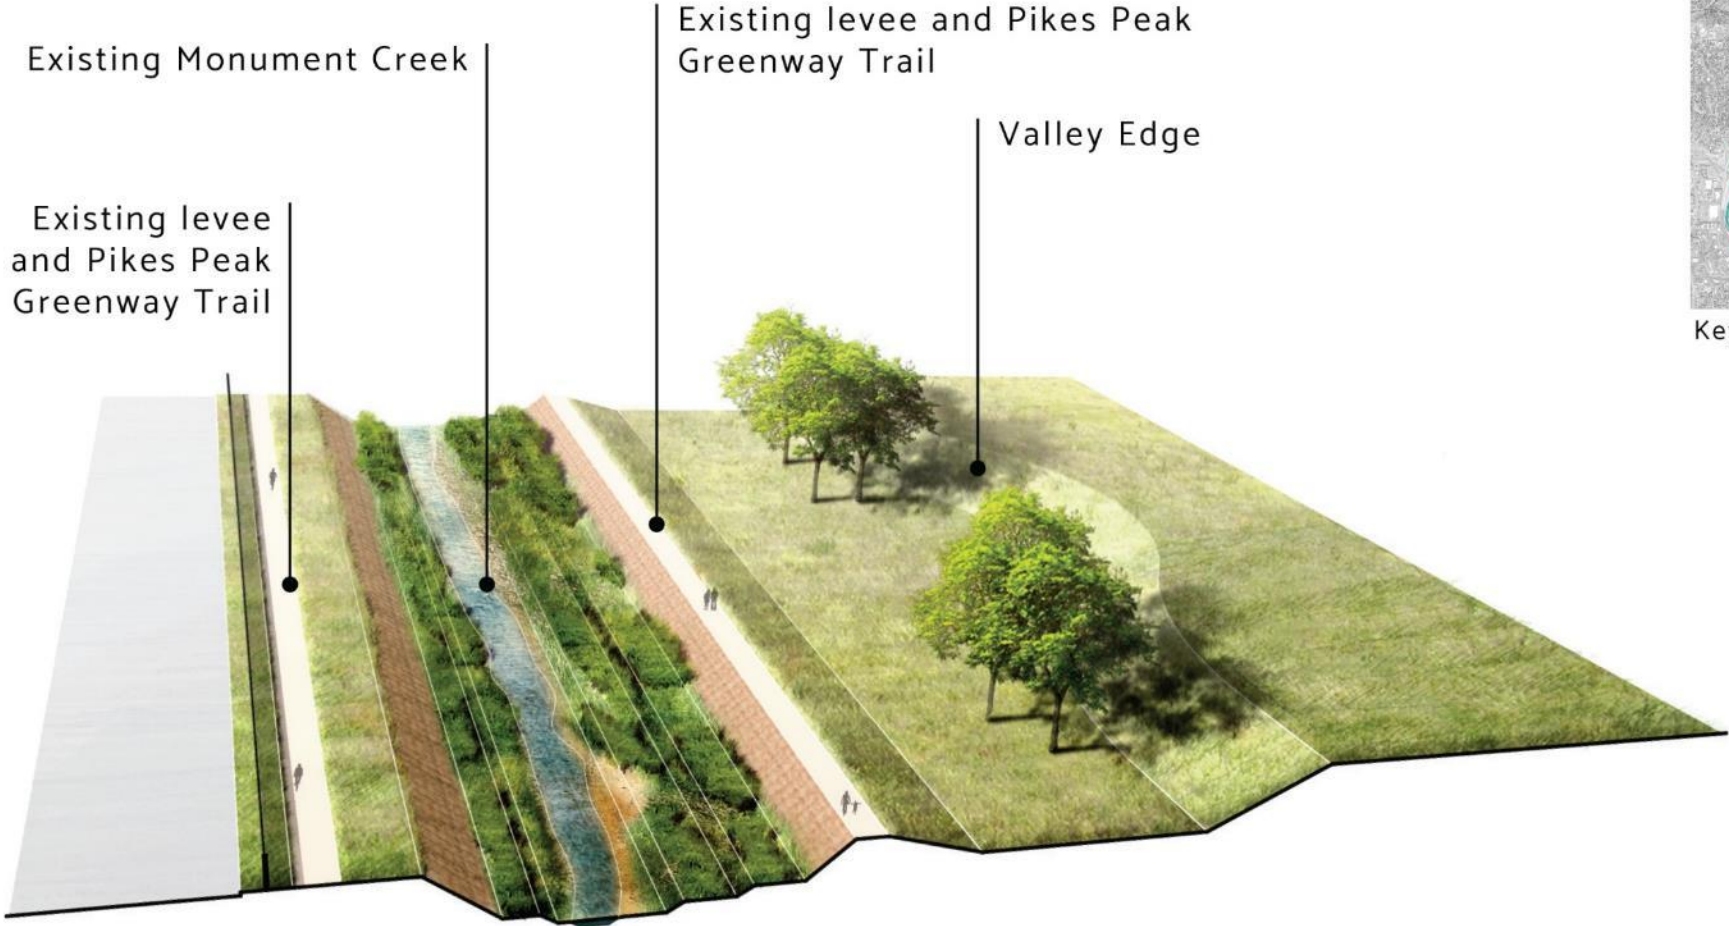 Existing levee and Pikes Peak
Greenway Trail
Existing Monument Creek
Valley Edge
Existing levee
and Pikes Peak
Greenway Trail